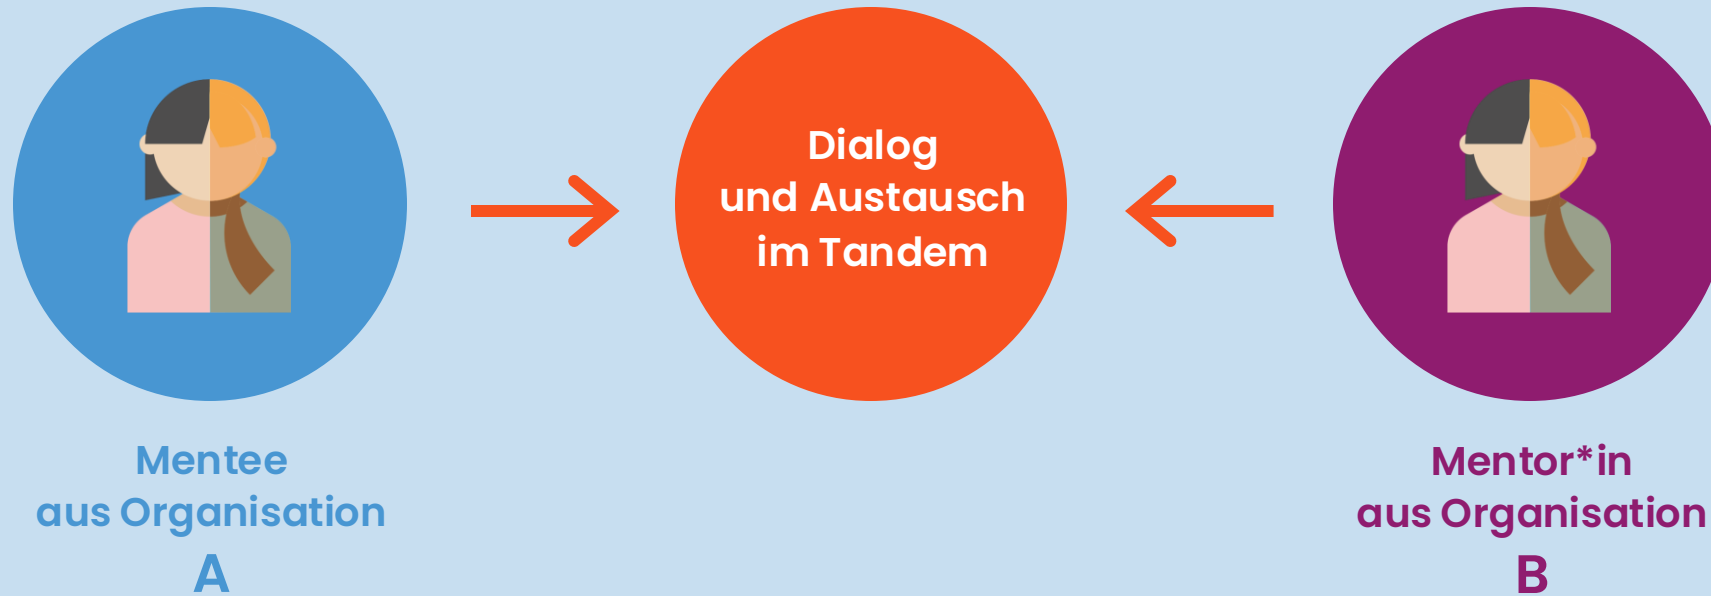 Dialog
und Austausch
im Tandem
Mentee
aus Organisation
A
Mentor*in
aus Organisation
B